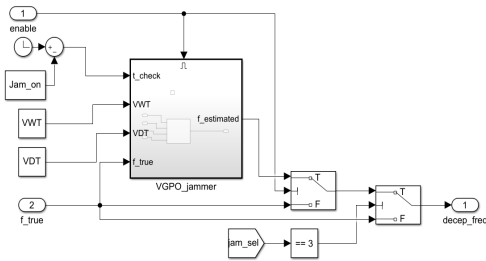 1
enable
+
-
Jam_on
t_check
VWT
VWT
VDT
VDT
f_estimated
f_true
VGPO_jammer
2
f_true
T
F
T
F
jam_sel
== 3
1
decep_freq